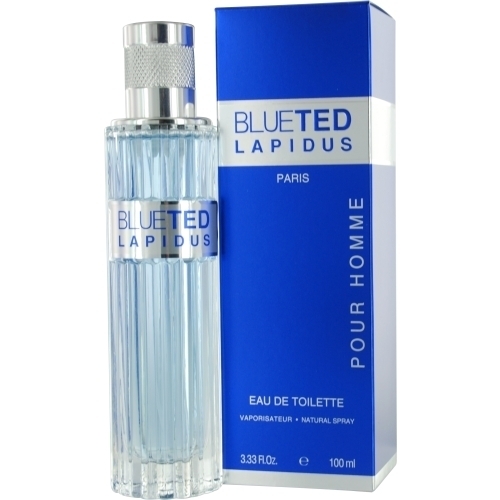 BLUETED
LAPIDUS
BLUETED
LAPIDUS
PARIS
POUR HOMME
EAU DE TOILETTE
VAPORISATEUR • NATURAL SPRAY
3.33 Fl.Oz. e 100 ml